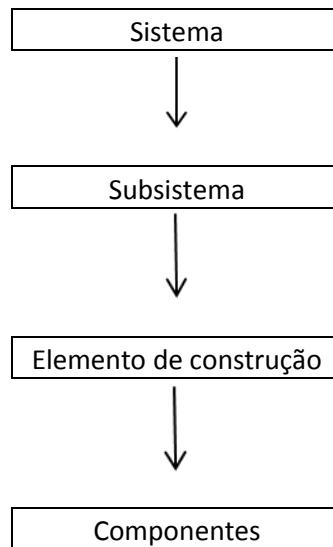 Sistema
Subsistema
Elemento de construção
Componentes